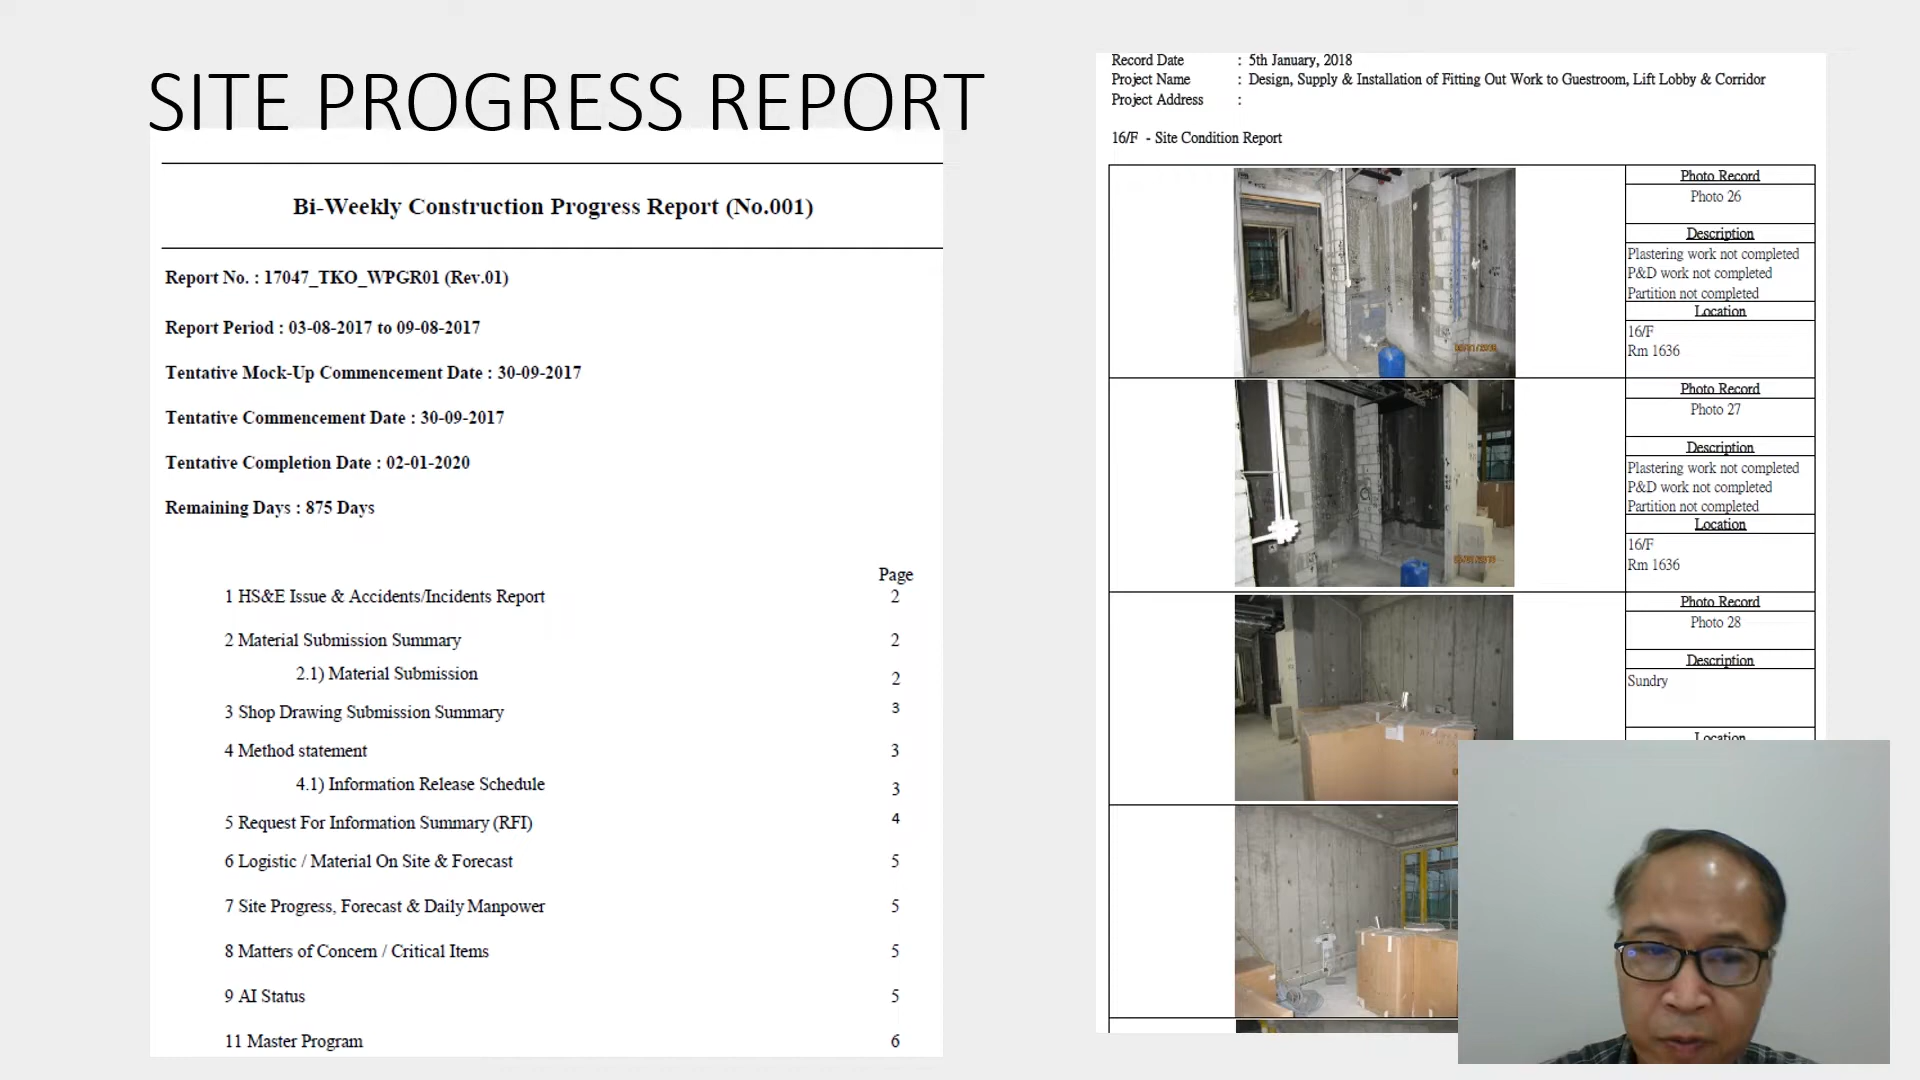 SITE PROGRESS REPORT
Bi-Weekly Construction Progress Report (No.001)
Report No. : 17047_TKO_WPGR01 (Rev.01)
Report Period : 03-08-2017 to 09-08-2017
Tentative Mock-Up Commencement Date : 30-09-2017
Tentative Commencement Date : 30-09-2017
Tentative Completion Date : 02-01-2020
Remaining Days : 875 Days
Page
1 HS&E Issue & Accidents/Incidents Report 2
2 Material Submission Summary 2
2.1) Material Submission 2
3 Shop Drawing Submission Summary 3
4 Method statement 3
4.1) Information Release Schedule 3
5 Request For Information Summary (RFI) 4
6 Logistic / Material On Site & Forecast 5
7 Site Progress, Forecast & Daily Manpower 5
8 Matters of Concern / Critical Items 5
9 AI Status 5
11 Master Program 6
Record Date : 5th January, 2018
Project Name : Design, Supply & Installation of Fitting Out Work to Guestroom, Lift Lobby & Corridor
Project Address :
16/F - Site Condition Report
Photo Record
Photo 26
Description
Plastering work not completed
P&D work not completed
Partition not completed
Location
16/F
Rm 1636
Photo Record
Photo 27
Description
Plastering work not completed
P&D work not completed
Partition not completed
Location
16/F
Rm 1636
Photo Record
Photo 28
Description
Sundry
Location